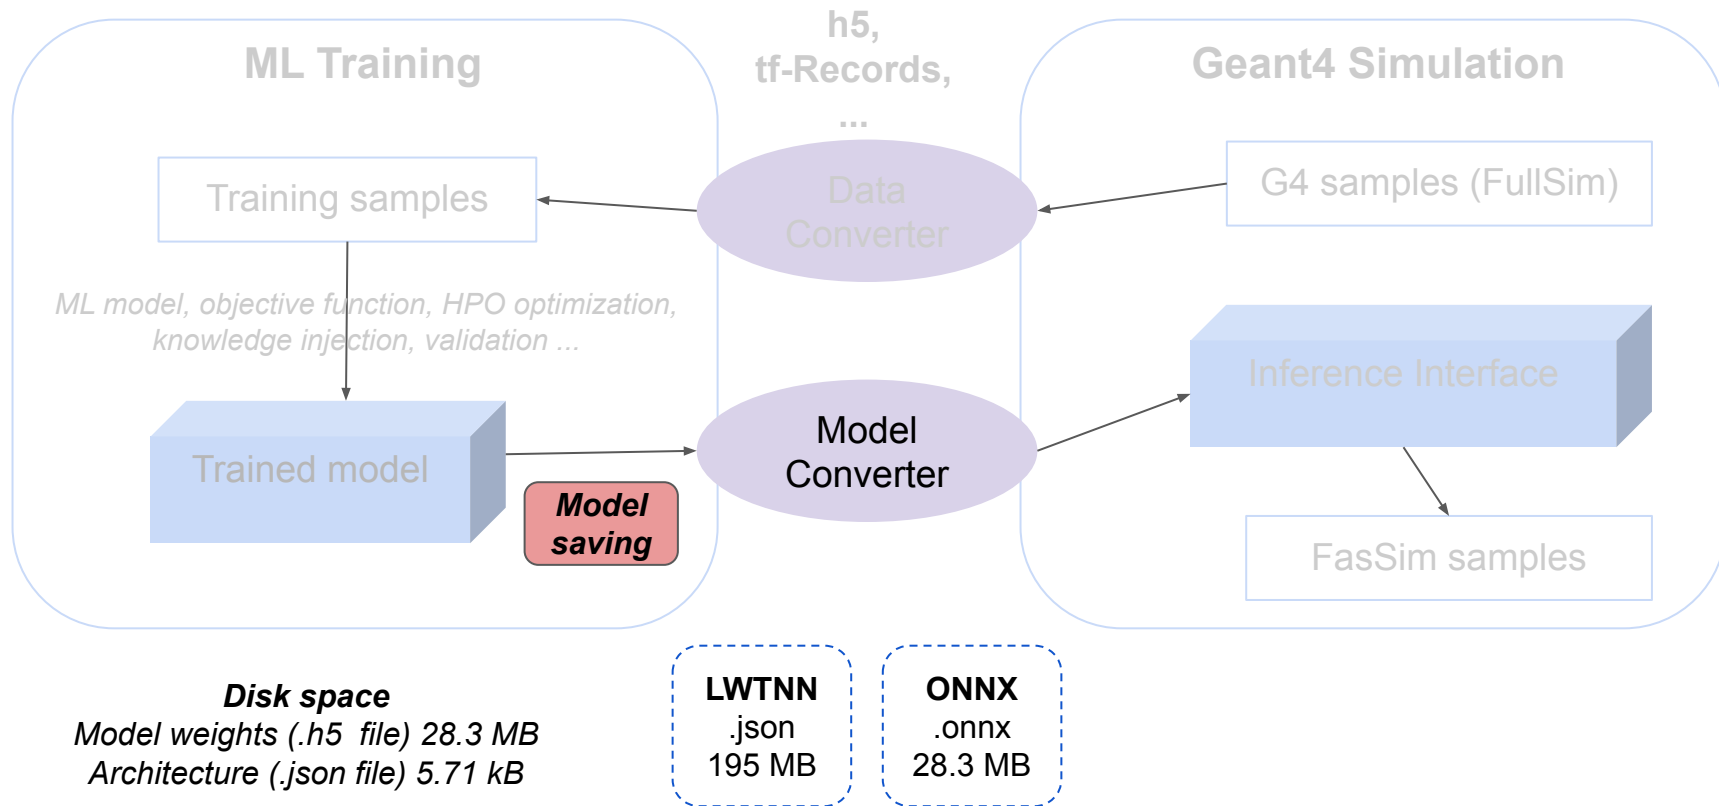 ML Training
h5,
tf-Records,
...
Geant4 Simulation
Training samples
Data
Converter
G4 samples (FullSim)
ML model, objective function, HPO optimization,
knowledge injection, validation ...
Trained model
Model
saving
Model
Converter
Inference Interface
FasSim samples
Disk space
Model weights (.h5 file) 28.3 MB
Architecture (.json file) 5.71 kB
LWTNN
.json
195 MB
ONNX
.onnx
28.3 MB